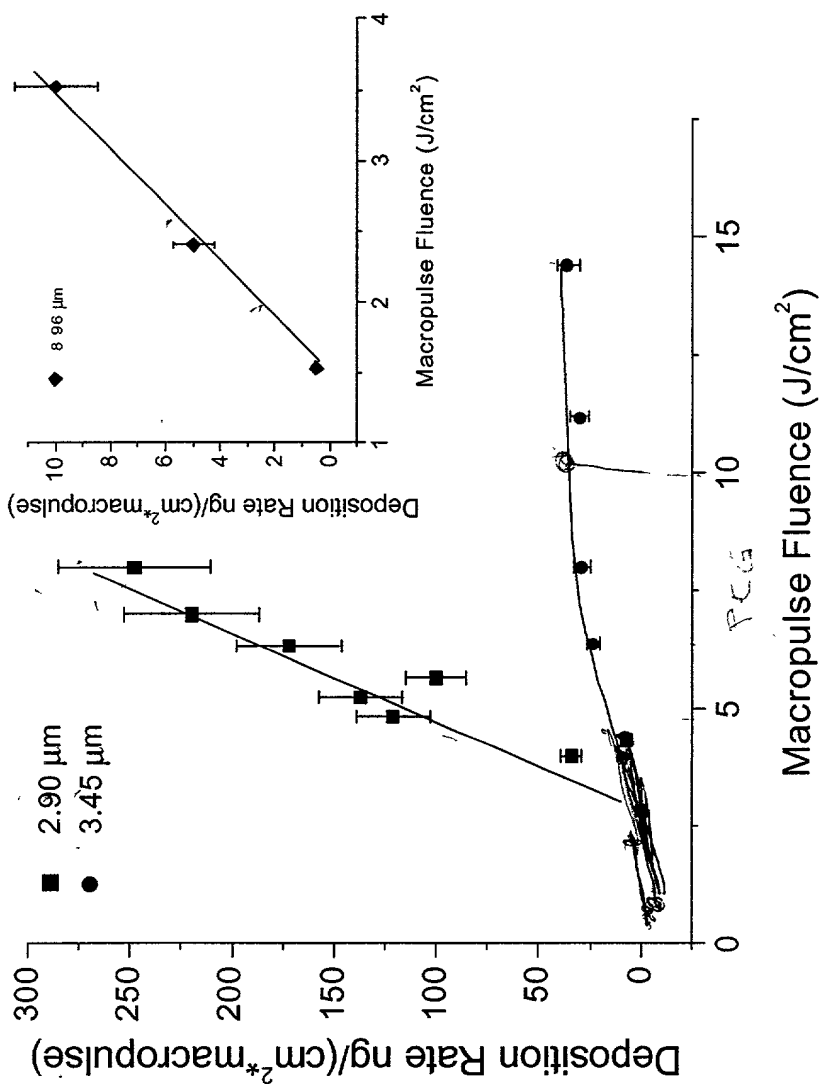 2.90 µm
3.45 µm
Deposition Rate ng/(cm²*macropulse)
300
250
200
150
100
50
0
0
5
10
15
Macropulse Fluence (J/cm²)
PCG
8 96 µm
Deposition Rate ng/(cm²*macropulse)
10
8
6
4
2
0
1
2
3
4
Macropulse Fluence (J/cm²)